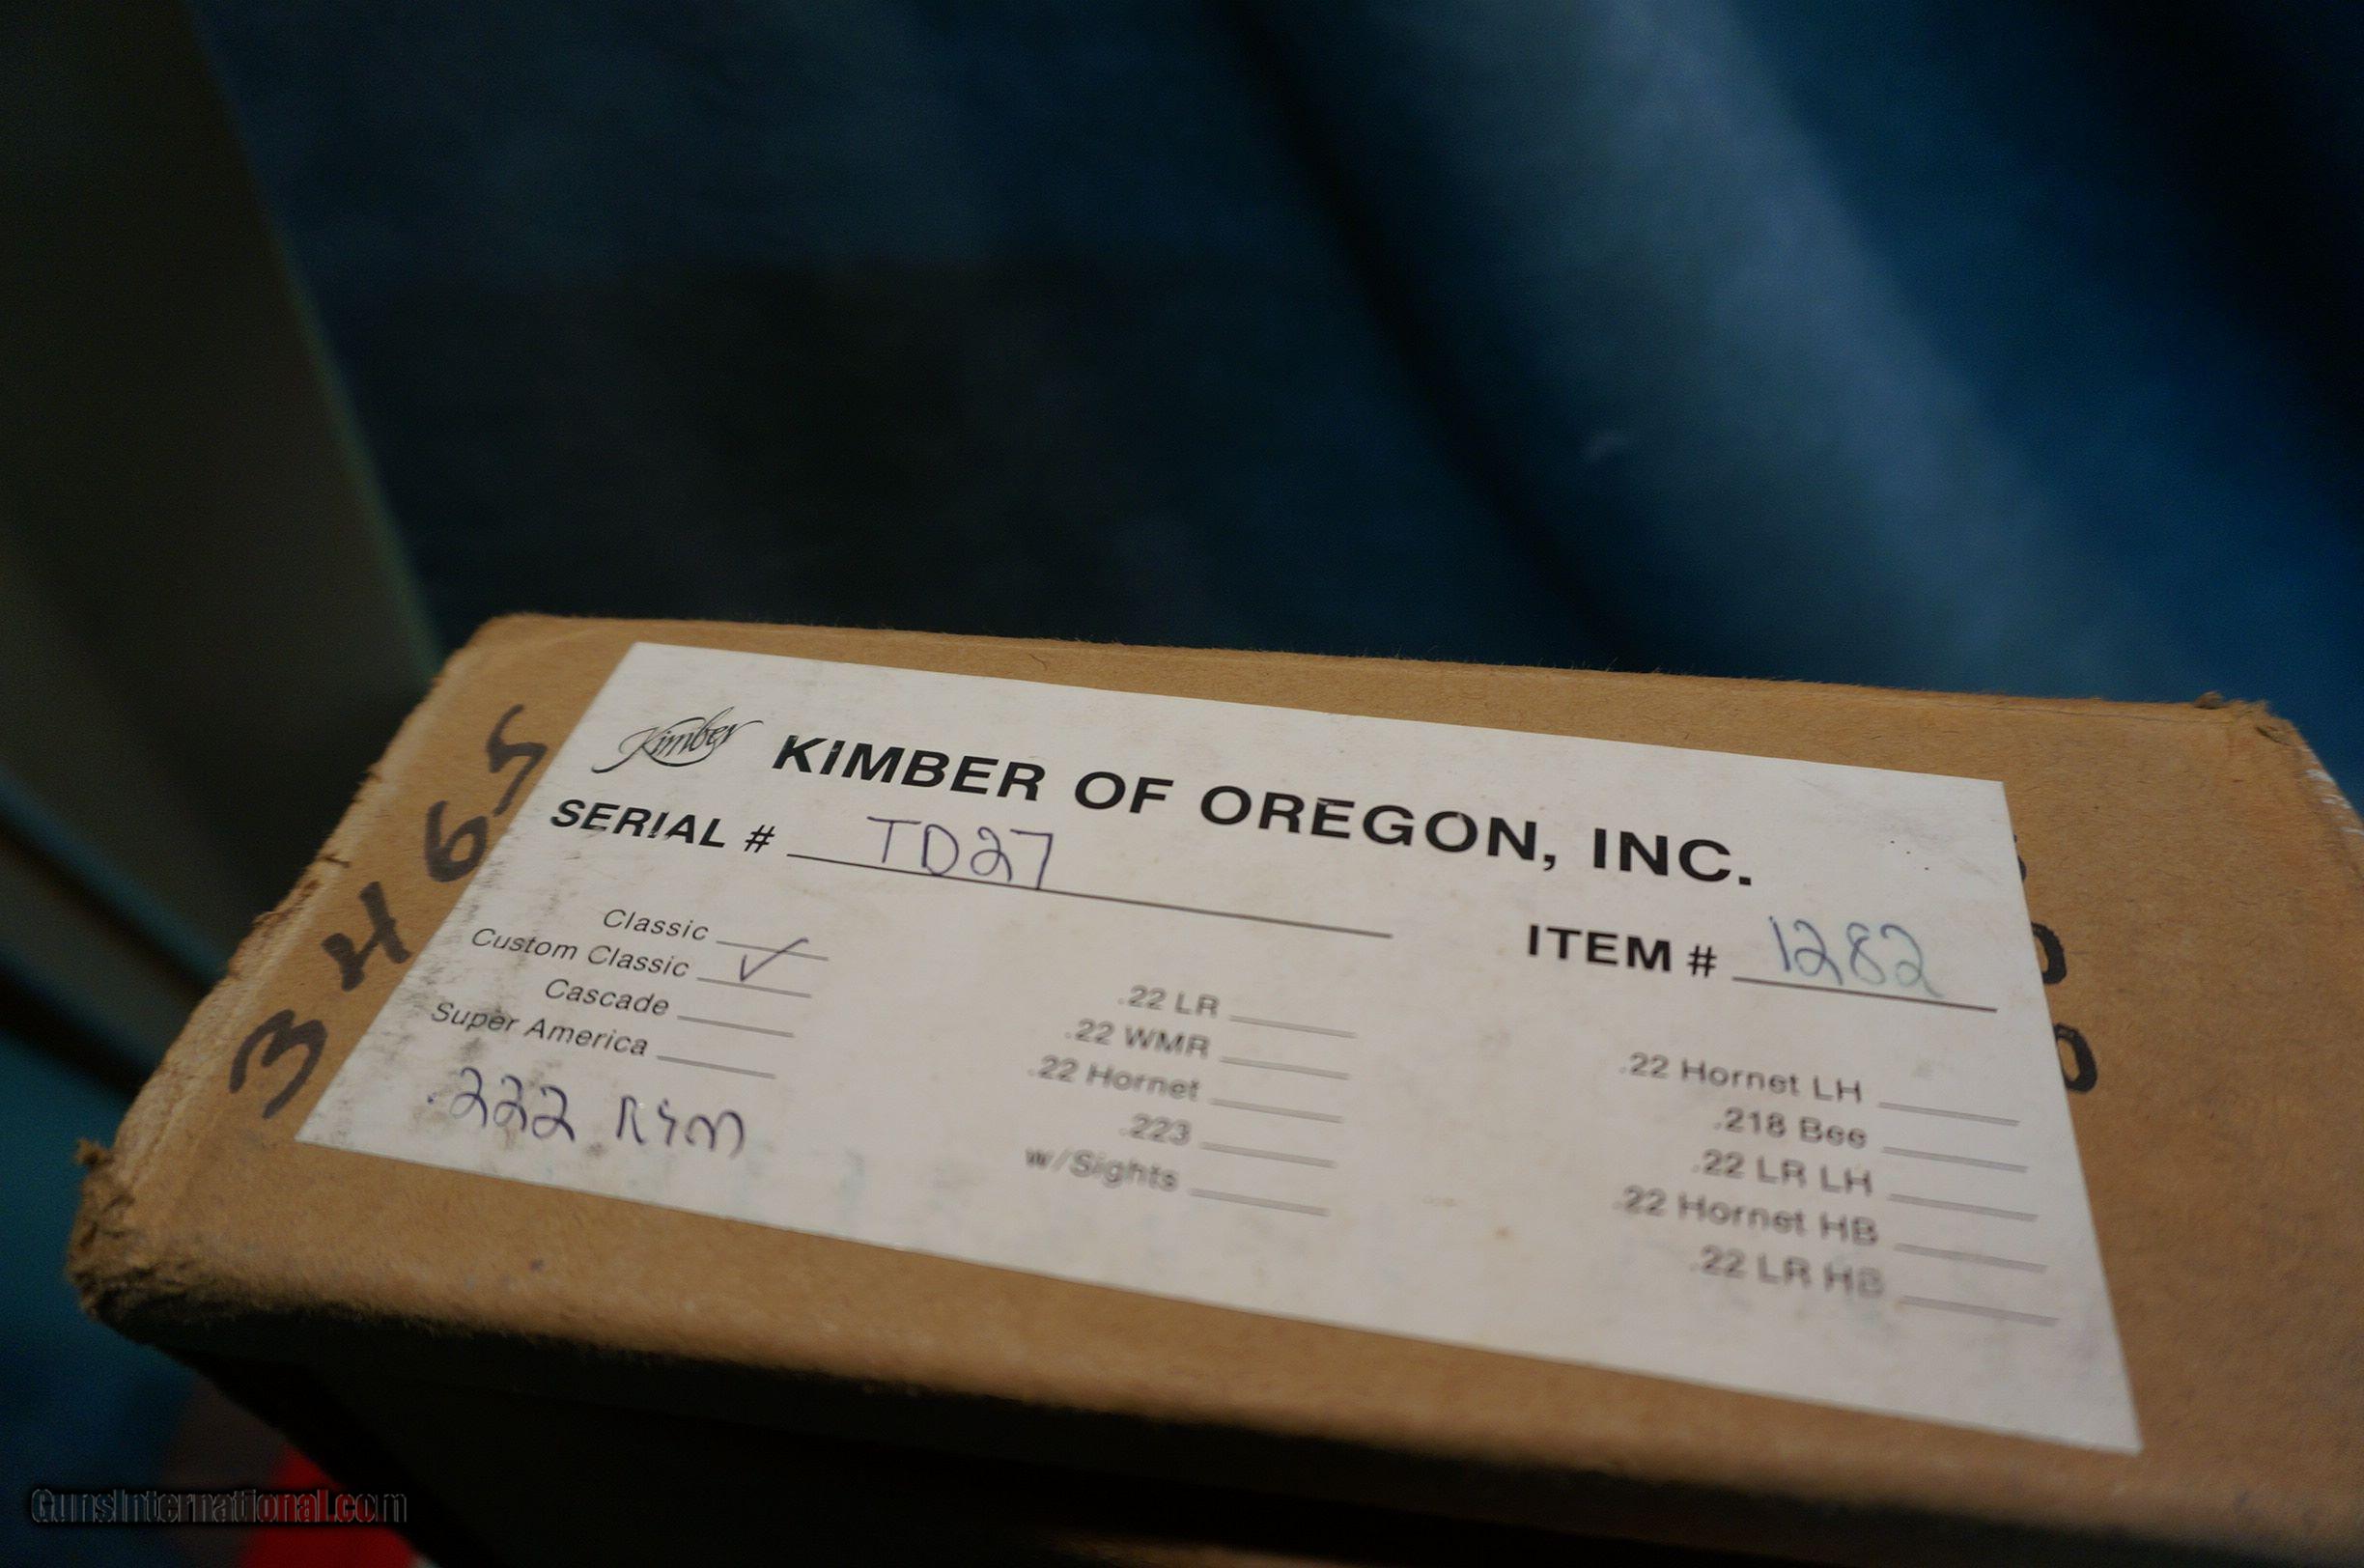 3465
Kimber KIMBER OF OREGON, INC.
SERIAL # TD27
ITEM # 1282
Classic
Custom Classic ✓
Cascade
Super America
.222
.22 LR
.22 WMR
.22 Hornet
.223
w/Sights
.22 Hornet LH
.218 Bee
.22 LR LH
.22 Hornet HB
.22 LR HB
GunsInternational.com